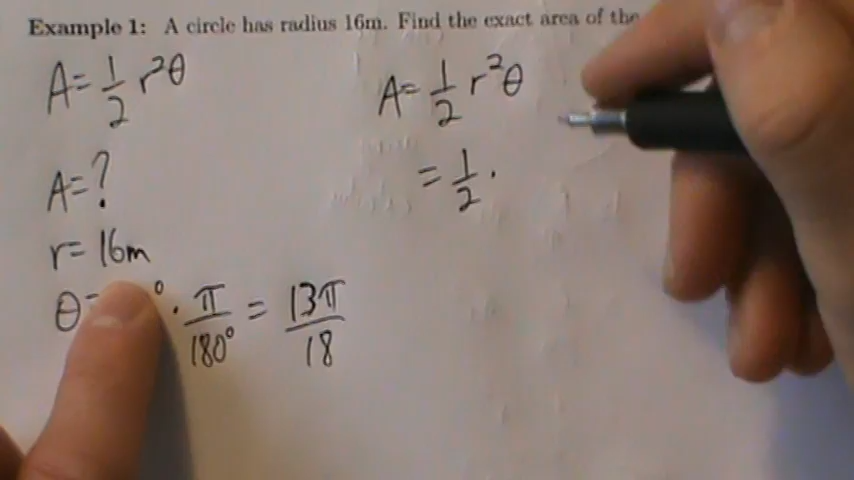 Example 1: A circle has radius 16m. Find the exact area of the
A = 1/2 r²θ
A = ?
r = 16m
θ = ° · π/180° = 13π/18
A = 1/2 r²θ
= 1/2 ·